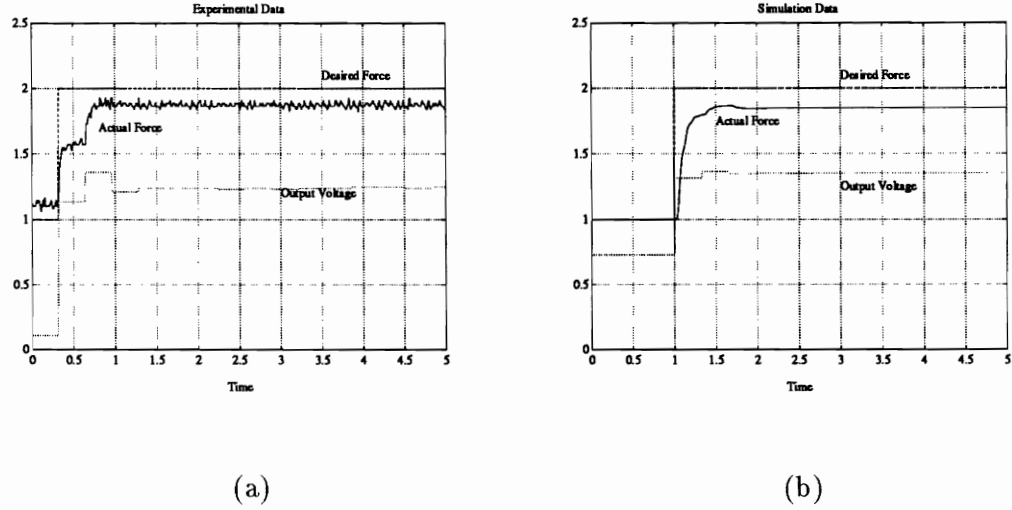 Experimental Data
2.5
2
1.5
1
0.5
0
Desired Force
Actual Force
Output Voltage
0 0.5 1 1.5 2 2.5 3 3.5 4 4.5 5
Time
(a)
Simulation Data
2.5
2
1.5
1
0.5
0
Desired Force
Actual Force
Output Voltage
0 0.5 1 1.5 2 2.5 3 3.5 4 4.5 5
Time
(b)